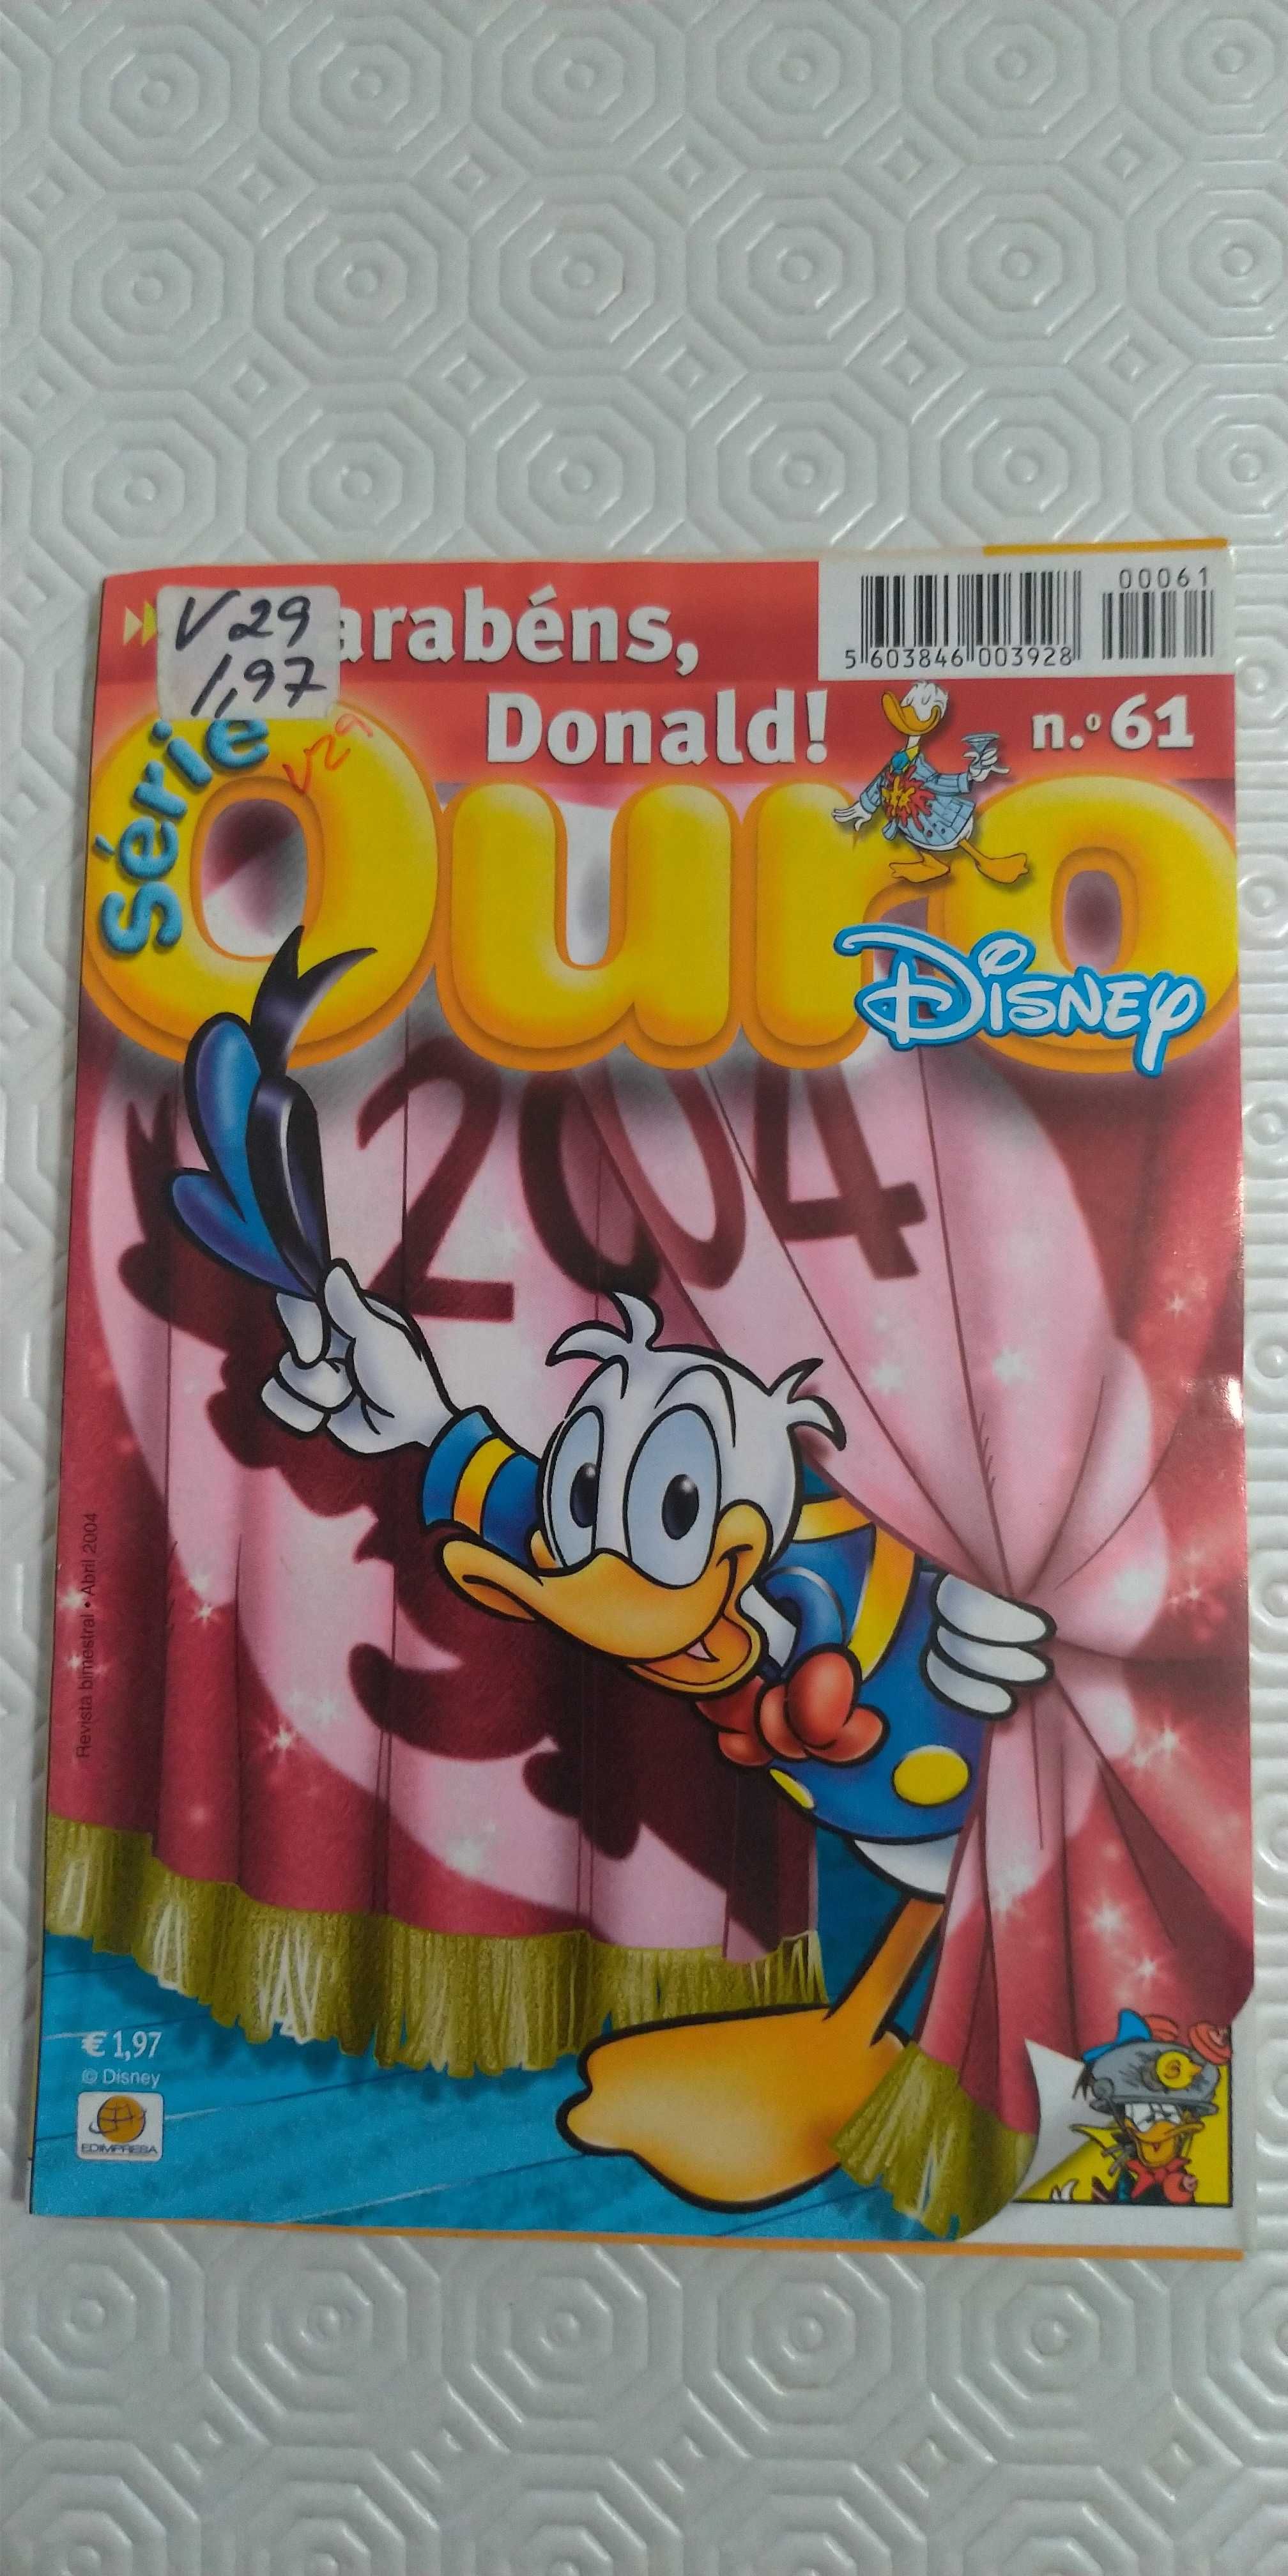 V29
1,97
arabéns,
Donald!
00061
5 603846 003928
n.º 61
V29
Série
Ouro
Disney
2004
Revista bimestral • Abril 2004
€ 1,97
© Disney
EDIMPRESA